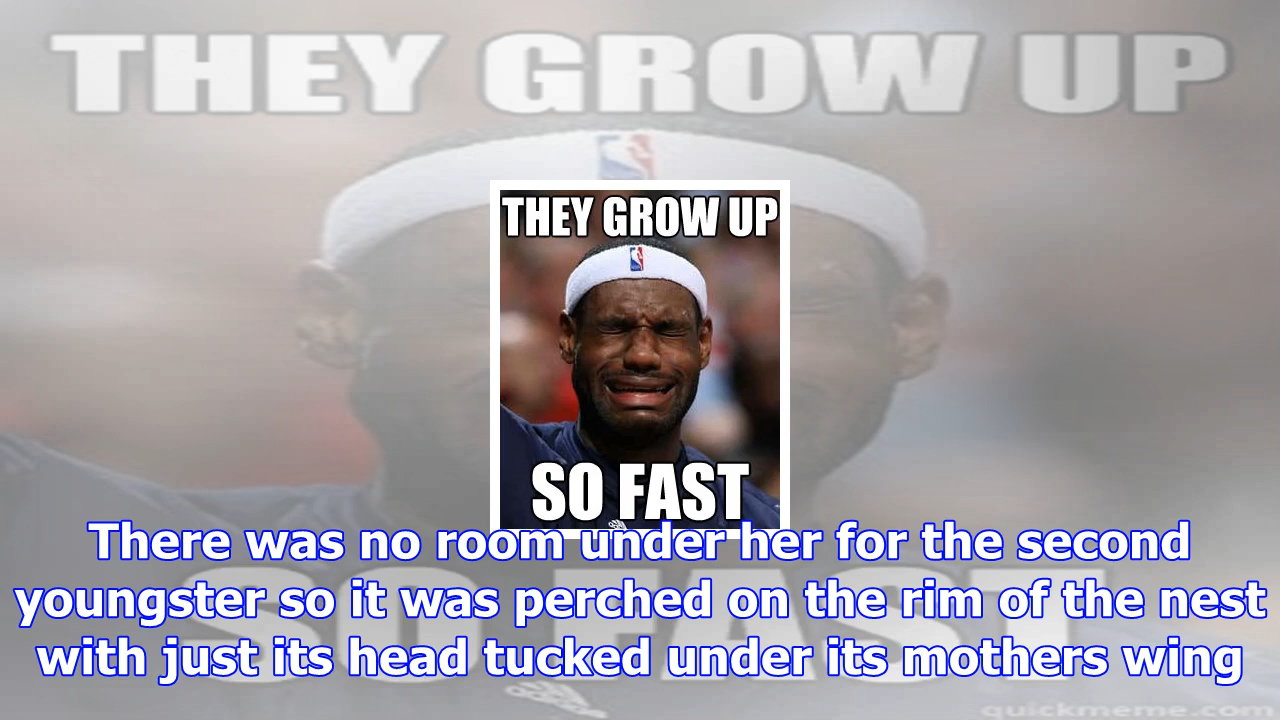 THEY GROW UP
THEY GROW UP
SO FAST
There was no room under her for the second
youngster so it was perched on the rim of the nest
with just its head tucked under its mothers wing
SO FAST
quickmeme.com